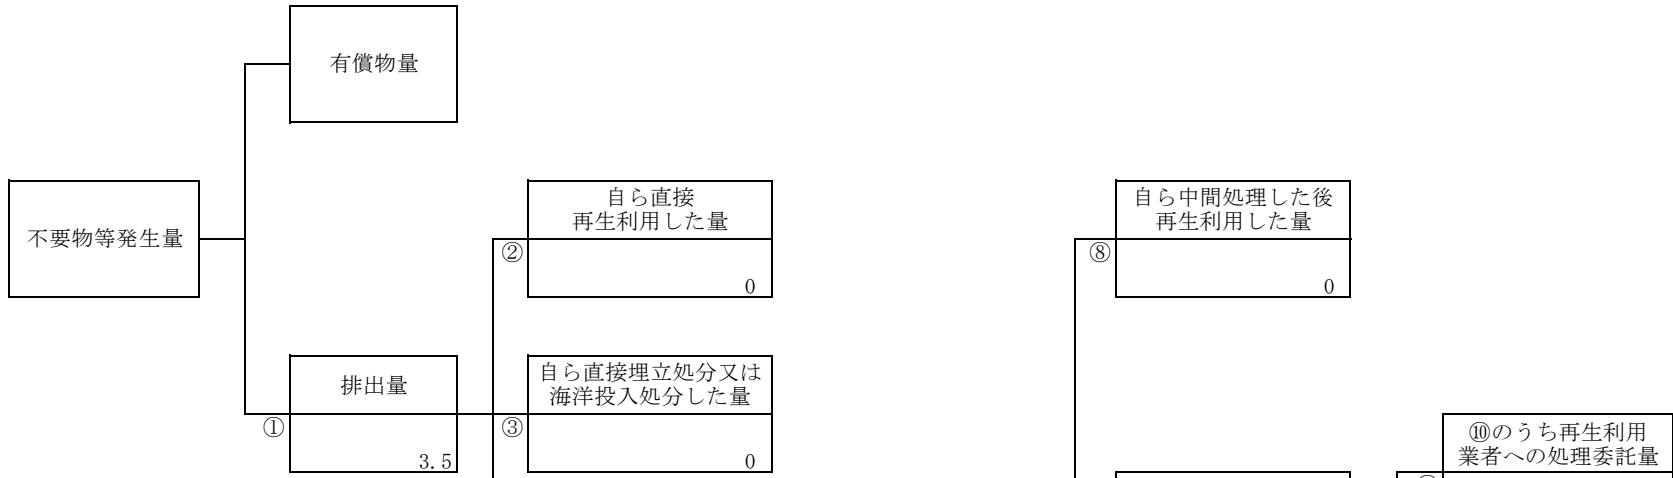 有償物量
不要物等発生量
自ら直接
再生利用した量
②
0
自ら中間処理した後
再生利用した量
⑧
0
排出量
①
3.5
自ら直接埋立処分又は
海洋投入処分した量
③
0
⑩のうち再生利用
業者への処理委託量